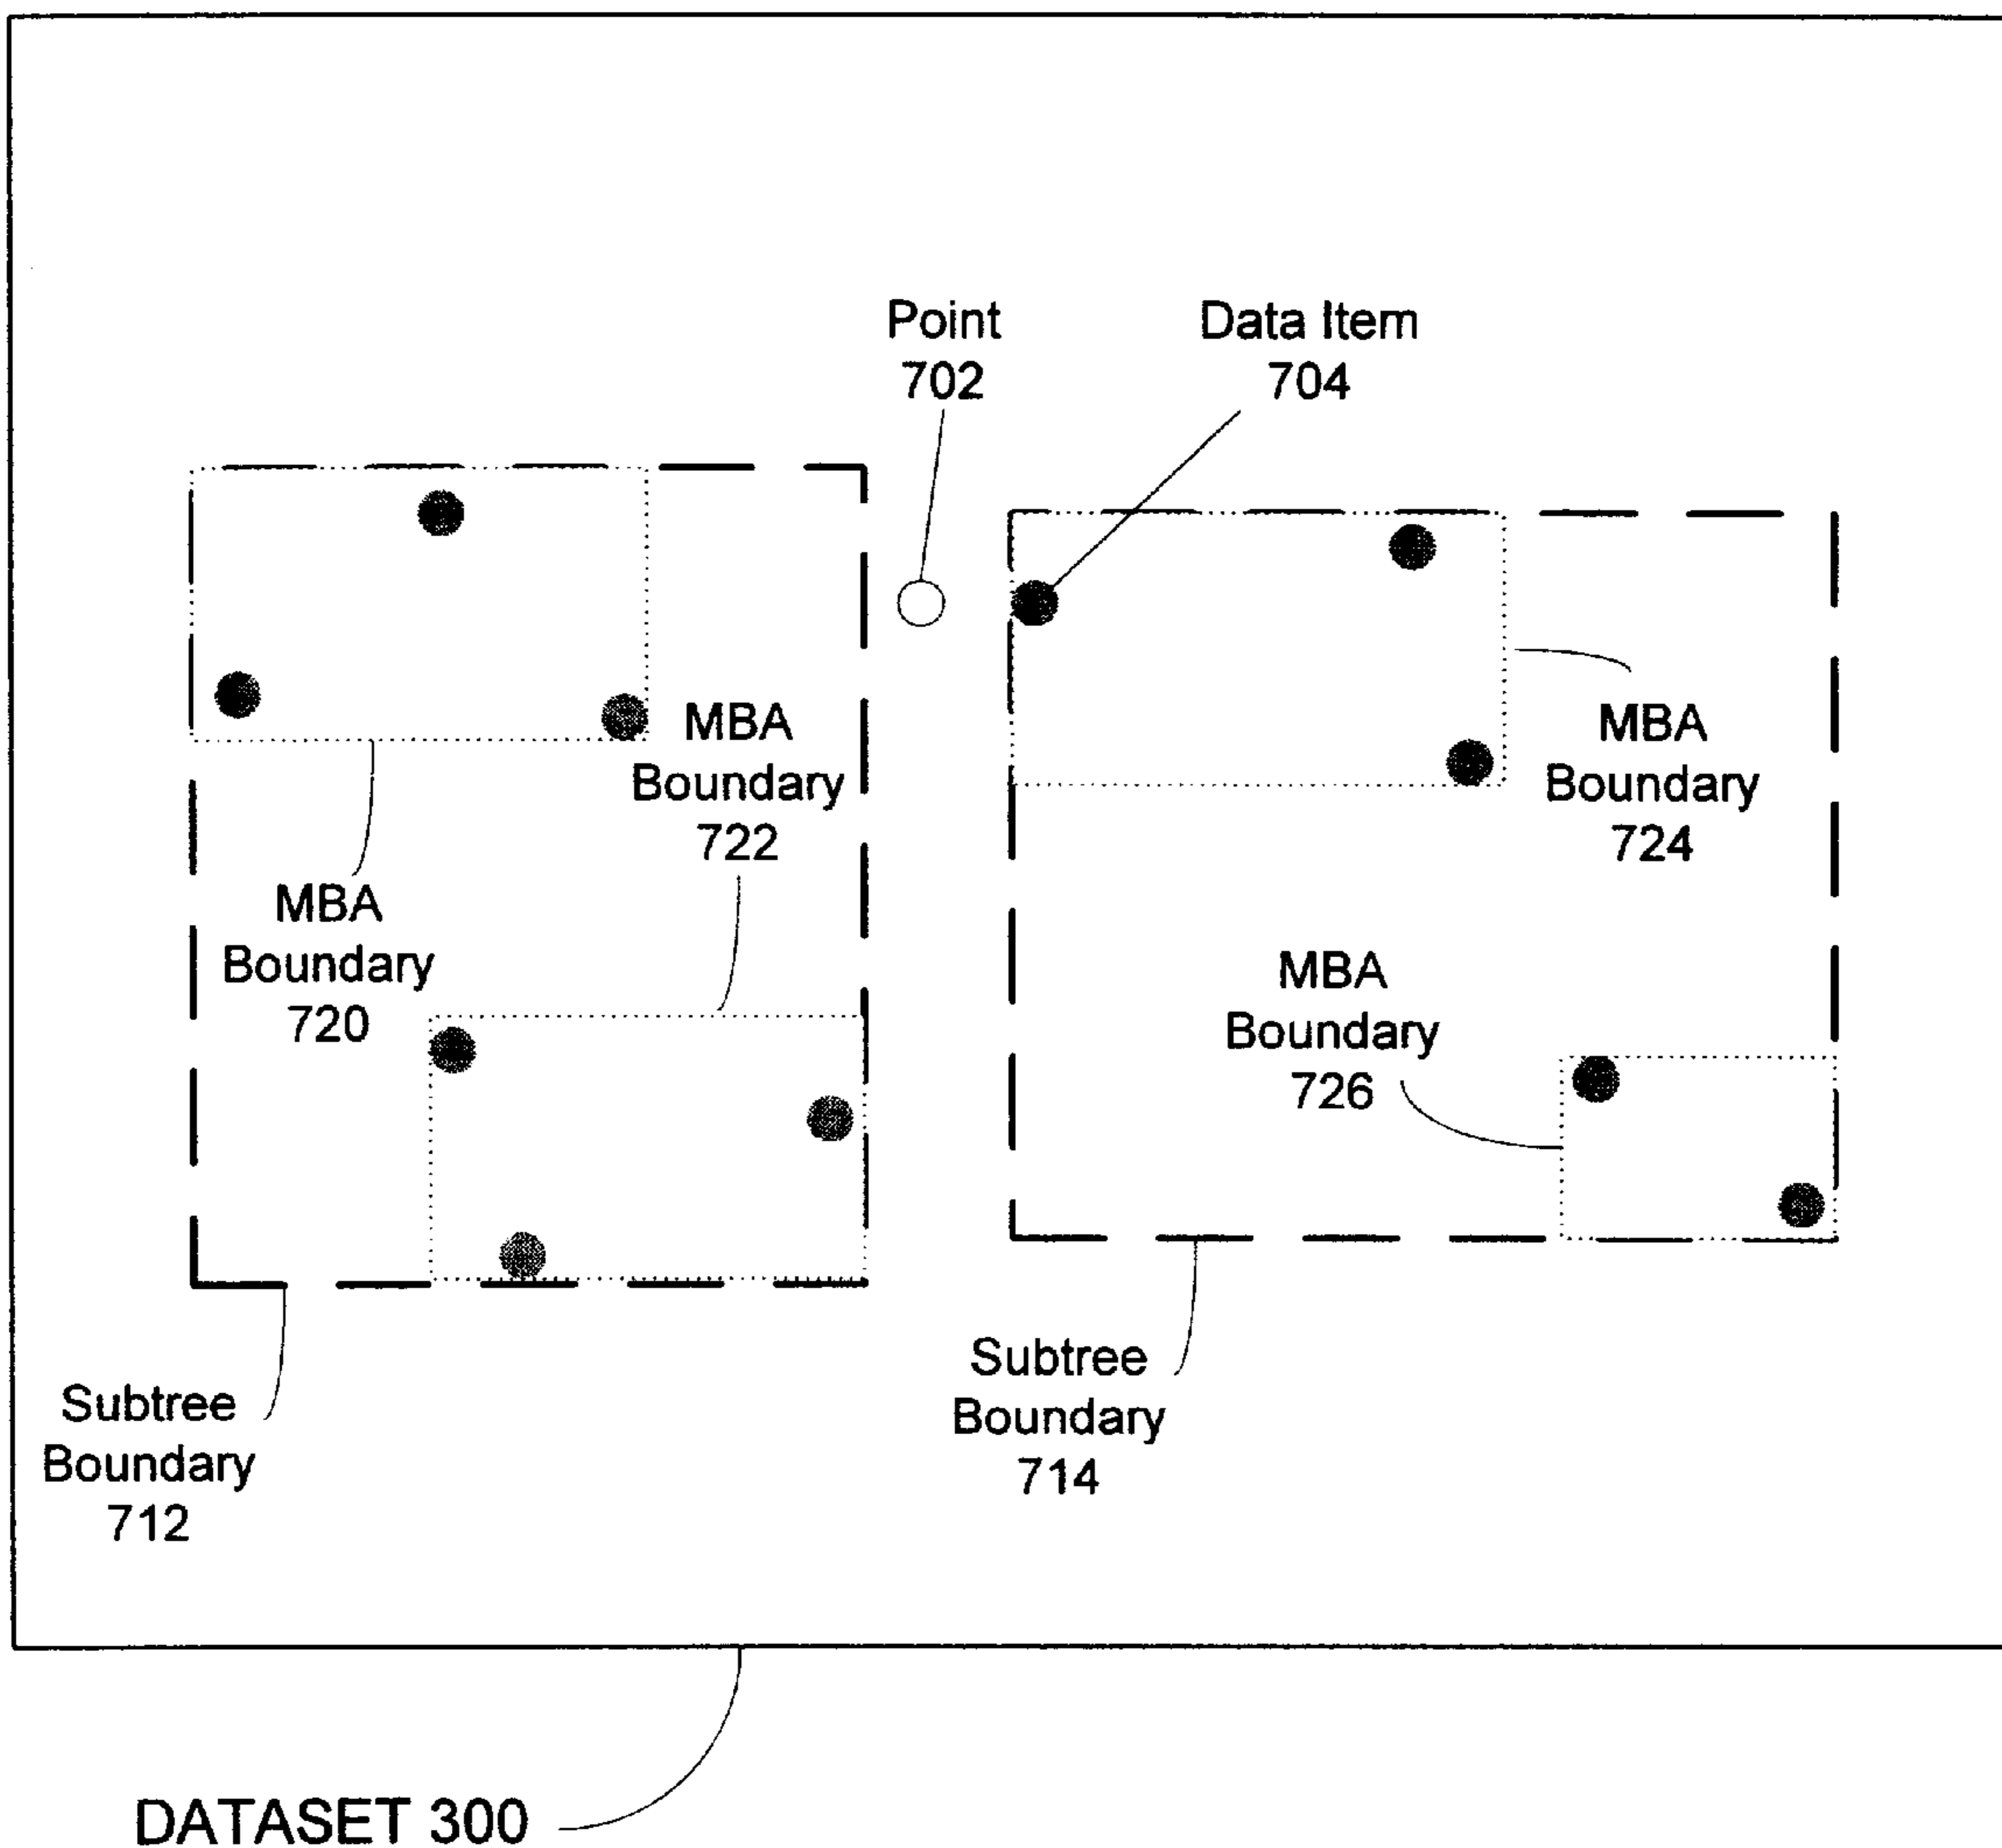 Point
702
Data Item
704
MBA
Boundary
722
MBA
Boundary
724
MBA
Boundary
720
MBA
Boundary
726
Subtree
Boundary
712
Subtree
Boundary
714
DATASET 300